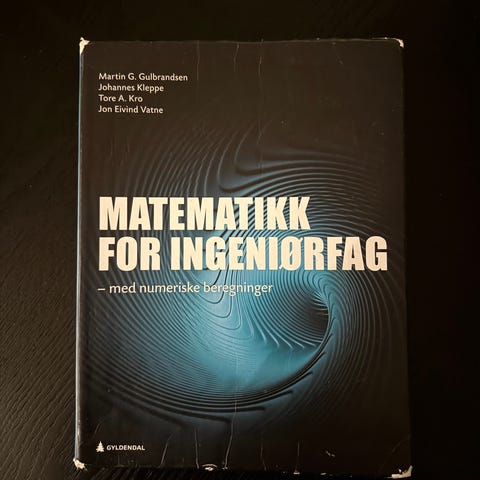 Martin G. Gulbrandsen
Johannes Kleppe
Tore A. Kro
Jon Eivind Vatne
MATEMATIKK
FOR INGENIØRFAG
– med numeriske beregninger
GYLDENDAL